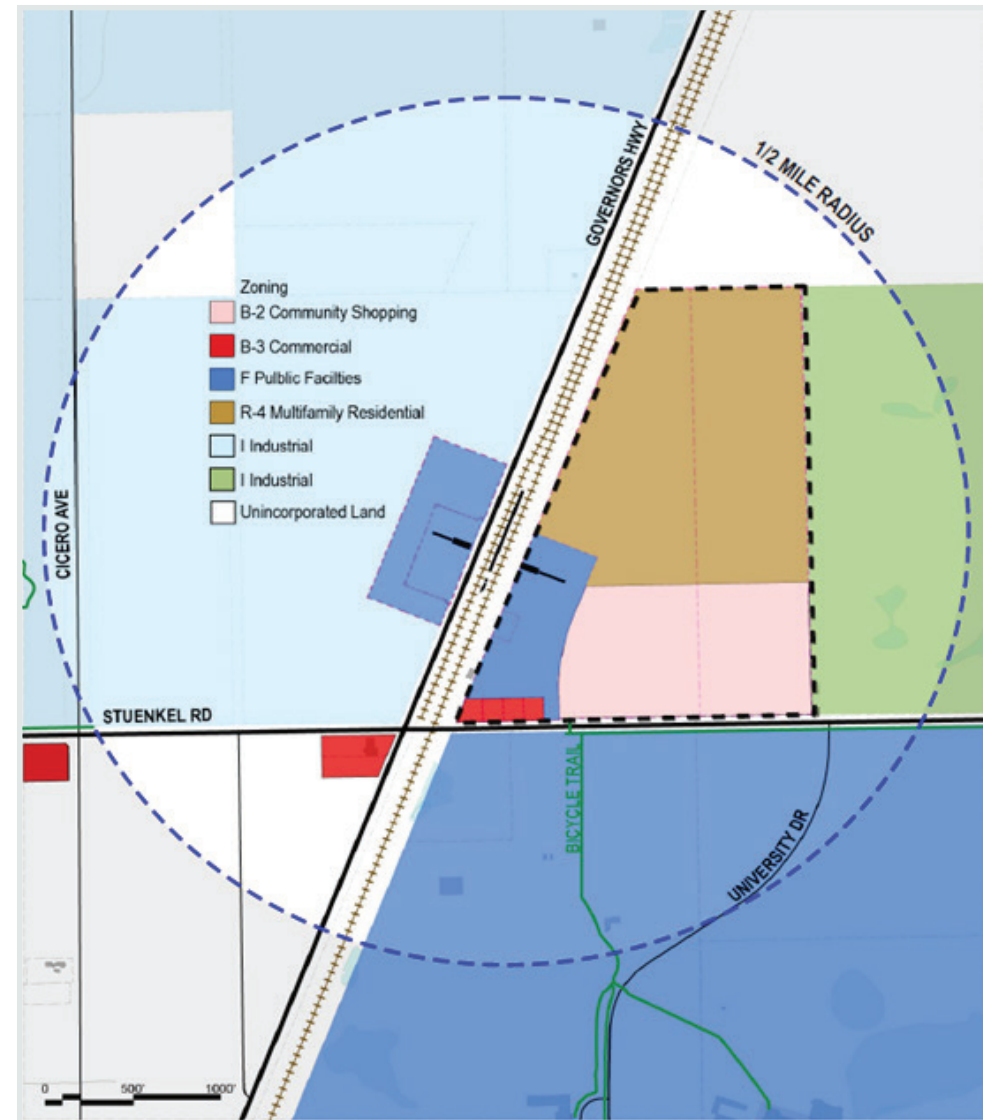 GOVERNORS HWY
1/2 MILE RADIUS
Zoning
B-2 Community Shopping
B-3 Commercial
F Pulblic Facilties
R-4 Multifamily Residential
I Industrial
I Industrial
Unincorporated Land
CICERO AVE
STUENKEL RD
BICYCLE TRAIL
UNIVERSITY DR
0 500' 1000'